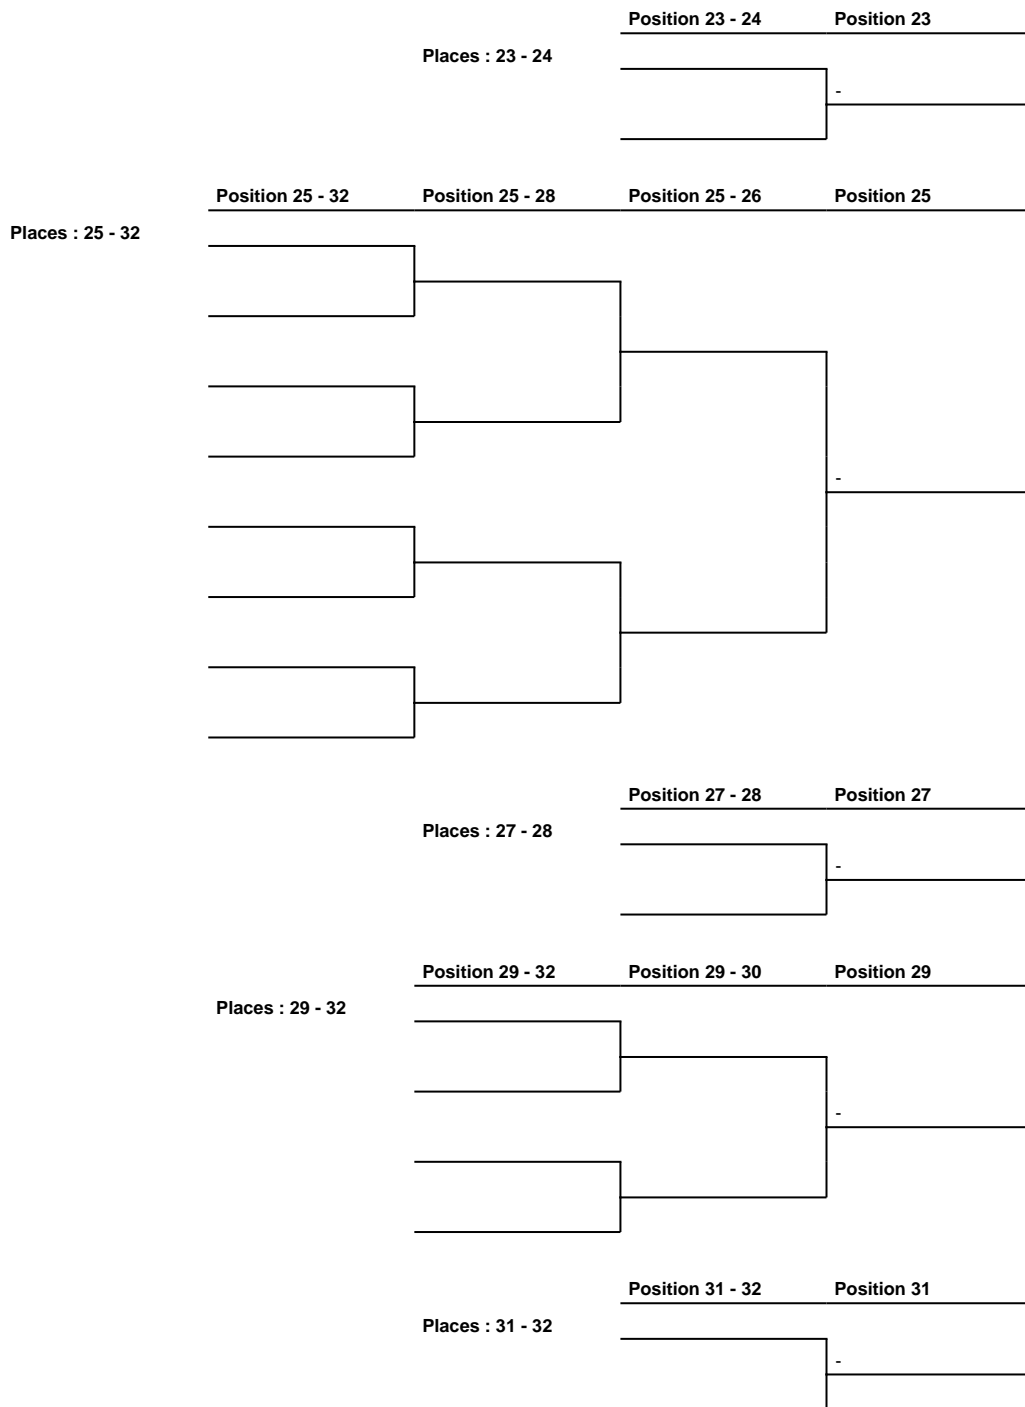 Position 23 - 24 Position 23
Places : 23 - 24
-
Position 25 - 32 Position 25 - 28 Position 25 - 26 Position 25
Places : 25 - 32
-
Position 27 - 28 Position 27
Places : 27 - 28
-
Position 29 - 32 Position 29 - 30 Position 29
Places : 29 - 32
-
Position 31 - 32 Position 31
Places : 31 - 32
-